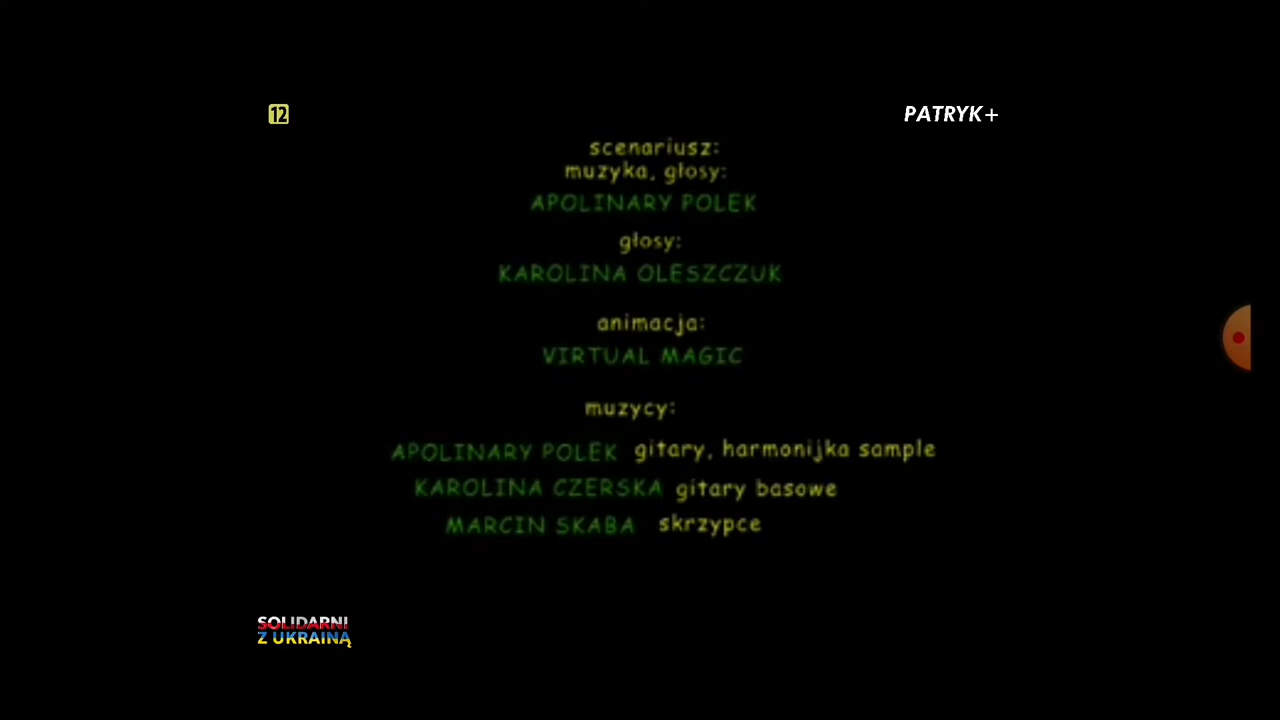 12
PATRYK+
scenariusz:
muzyka, głosy:
APOLINARY POLEK
głosy:
KAROLINA OLESZCZUK
animacja:
VIRTUAL MAGIC
muzycy:
APOLINARY POLEK gitary, harmonijka sample
KAROLINA CZERSKA gitary basowe
MARCIN SKABA skrzypce
SOLIDARNI
Z UKRAINĄ